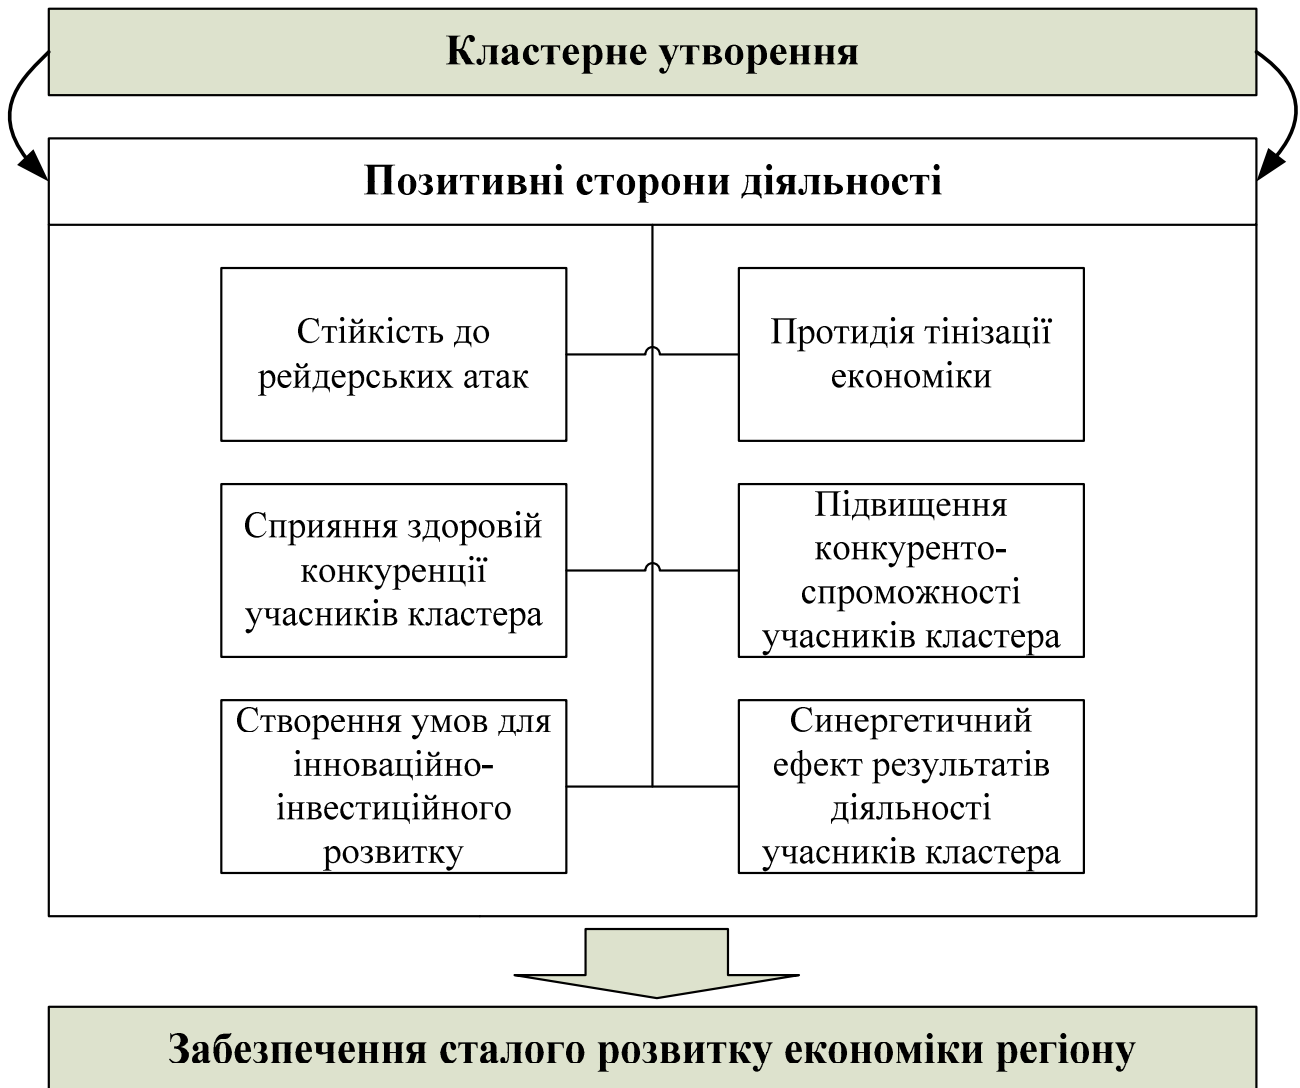 Кластерне утворення
Позитивні сторони діяльності
Стійкість до
рейдерських атак
Протидія тінізації
економіки
Сприяння здоровій
конкуренції
учасників кластера
Підвищення
конкуренто-
спроможності
учасників кластера
Створення умов для
інноваційно-
інвестиційного
розвитку
Синергетичний
ефект результатів
діяльності
учасників кластера
Забезпечення сталого розвитку економіки регіону